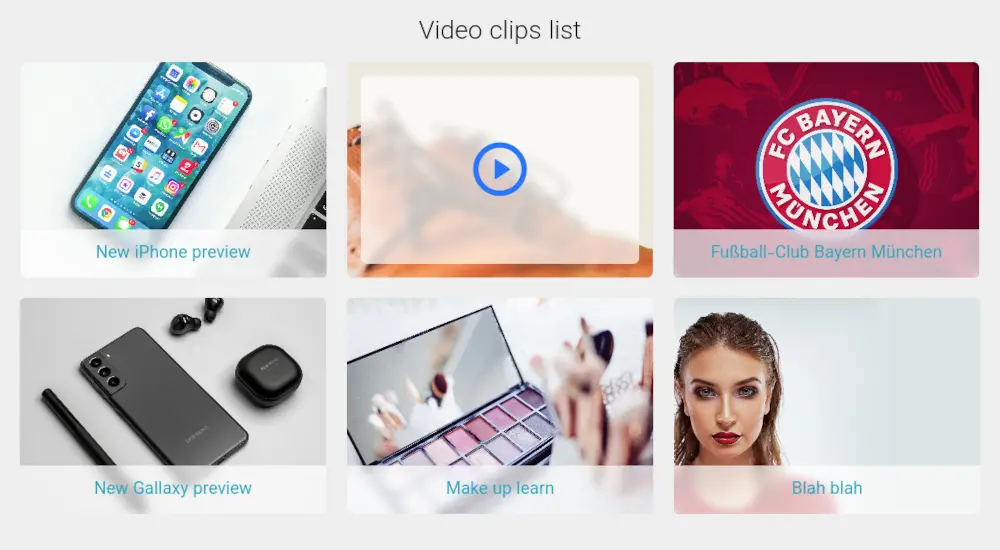 Video clips list
FC BAYERN
MÜNCHEN
New iPhone preview
Fußball-Club Bayern München
SAMSUNG
New Gallaxy preview
Make up learn
Blah blah